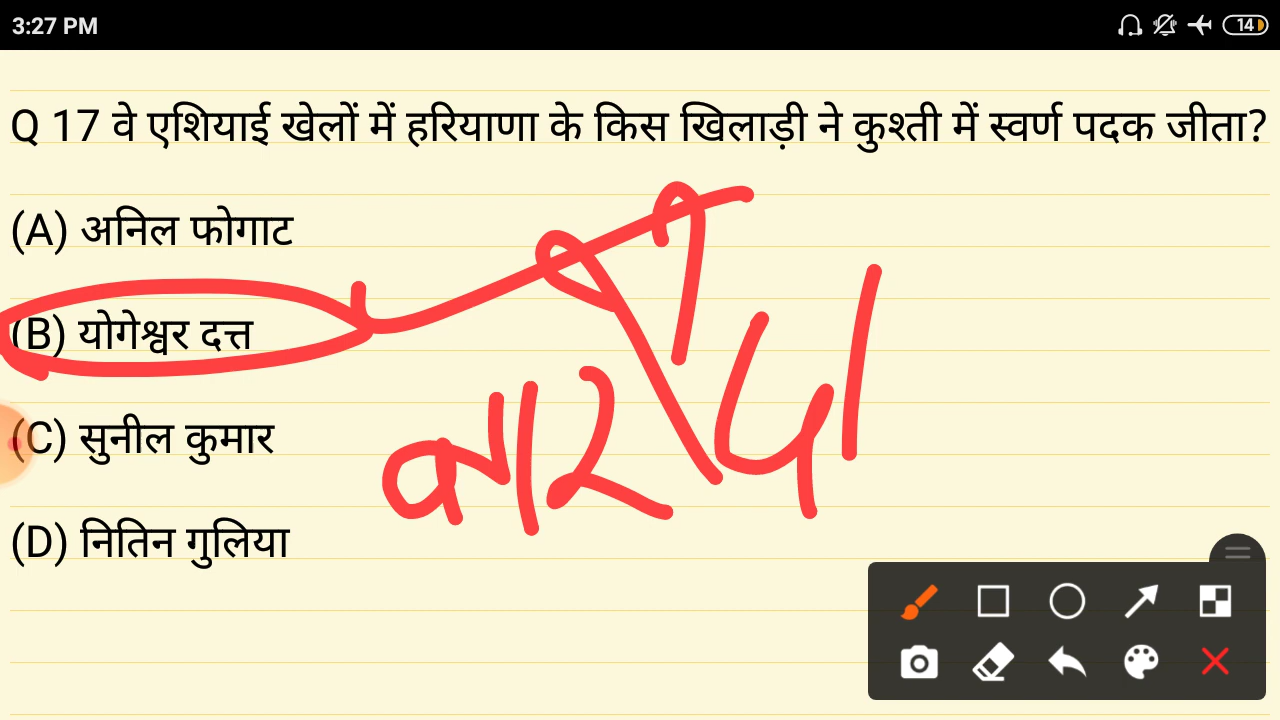 3:27 PM
14
Q 17 वे एशियाई खेलों में हरियाणा के किस खिलाड़ी ने कुश्ती में स्वर्ण पदक जीता?
(A) अनिल फोगाट
(B) योगेश्वर दत्त
(C) सुनील कुमार
(D) नितिन गुलिया